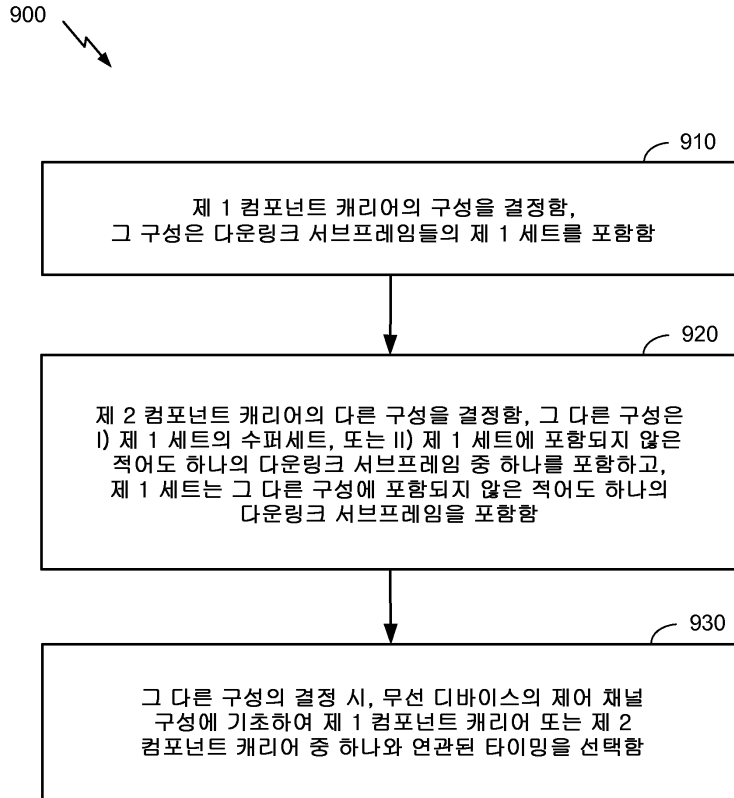 900
910
제 1 컴포넌트 캐리어의 구성을 결정함,
그 구성은 다운링크 서브프레임들의 제 1 세트를 포함함
920
제 2 컴포넌트 캐리어의 다른 구성을 결정함, 그 다른 구성은
I) 제 1 세트의 수퍼세트, 또는 II) 제 1 세트에 포함되지 않은
적어도 하나의 다운링크 서브프레임 중 하나를 포함하고,
제 1 세트는 그 다른 구성에 포함되지 않은 적어도 하나의
다운링크 서브프레임을 포함함
930
그 다른 구성의 결정 시, 무선 디바이스의 제어 채널
구성에 기초하여 제 1 컴포넌트 캐리어 또는 제 2
컴포넌트 캐리어 중 하나와 연관된 타이밍을 선택함